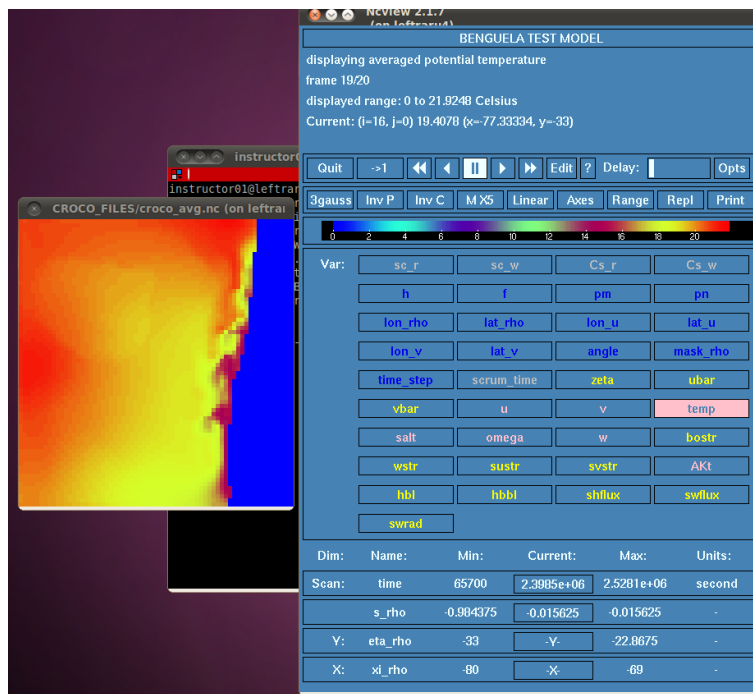 Ncview 2.1.7
(on leftraru4)
BENGUELA TEST MODEL
displaying averaged potential temperature
frame 19/20
displayed range: 0 to 21.9248 Celsius
Current: (i=16, j=0) 19.4078 (x=-77.33334, y=-33)
Quit ->1 Edit ? Delay: Opts
3gauss Inv P Inv C M X5 Linear Axes Range Repl Print
0 2 4 6 8 10 12 14 16 18 20
Var: sc_r sc_w Cs_r Cs_w
h f pm pn
lon_rho lat_rho lon_u lat_u
lon_v lat_v angle mask_rho
time_step scrum_time zeta ubar
vbar u v temp
salt omega w bostr
wstr sustr svstr AKt
hbl hbbl shflux swflux
swrad
Dim: Name: Min: Current: Max: Units:
Scan: time 65700 2.3985e+06 2.5281e+06 second
s_rho -0.984375 -0.015625 -0.015625 -
Y: eta_rho -33 -Y- -22.8675 -
X: xi_rho -80 -X- -69 -
instructor0
instructor01@leftrar
CROCO_FILES/croco_avg.nc (on leftrar